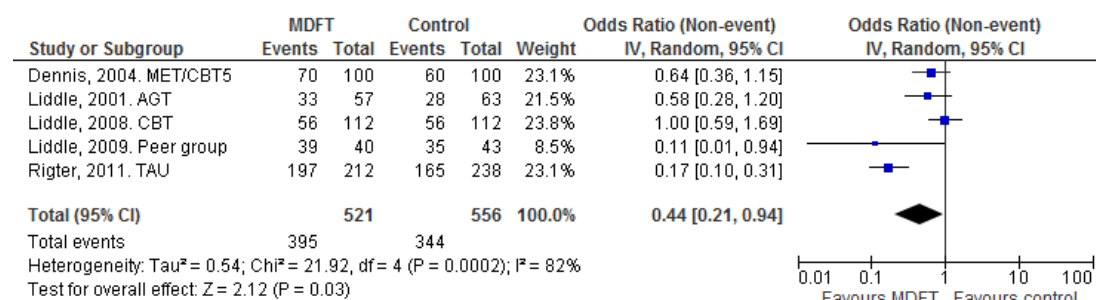 MDFT Control Odds Ratio (Non-event) Odds Ratio (Non-event)
Study or Subgroup Events Total Events Total Weight IV, Random, 95% CI IV, Random, 95% CI
Dennis, 2004. MET/CBT5 70 100 60 100 23.1% 0.64 [0.36, 1.15]
Liddle, 2001. AGT 33 57 28 63 21.5% 0.58 [0.28, 1.20]
Liddle, 2008. CBT 56 112 56 112 23.8% 1.00 [0.59, 1.69]
Liddle, 2009. Peer group 39 40 35 43 8.5% 0.11 [0.01, 0.94]
Rigter, 2011. TAU 197 212 165 238 23.1% 0.17 [0.10, 0.31]
Total (95% CI) 521 556 100.0% 0.44 [0.21, 0.94]
Total events 395 344
Heterogeneity: Tau² = 0.54; Chi² = 21.92, df = 4 (P = 0.0002); I² = 82%
Test for overall effect: Z = 2.12 (P = 0.03)
0.01 0.1 1 10 100
Favours MDFT Favours control